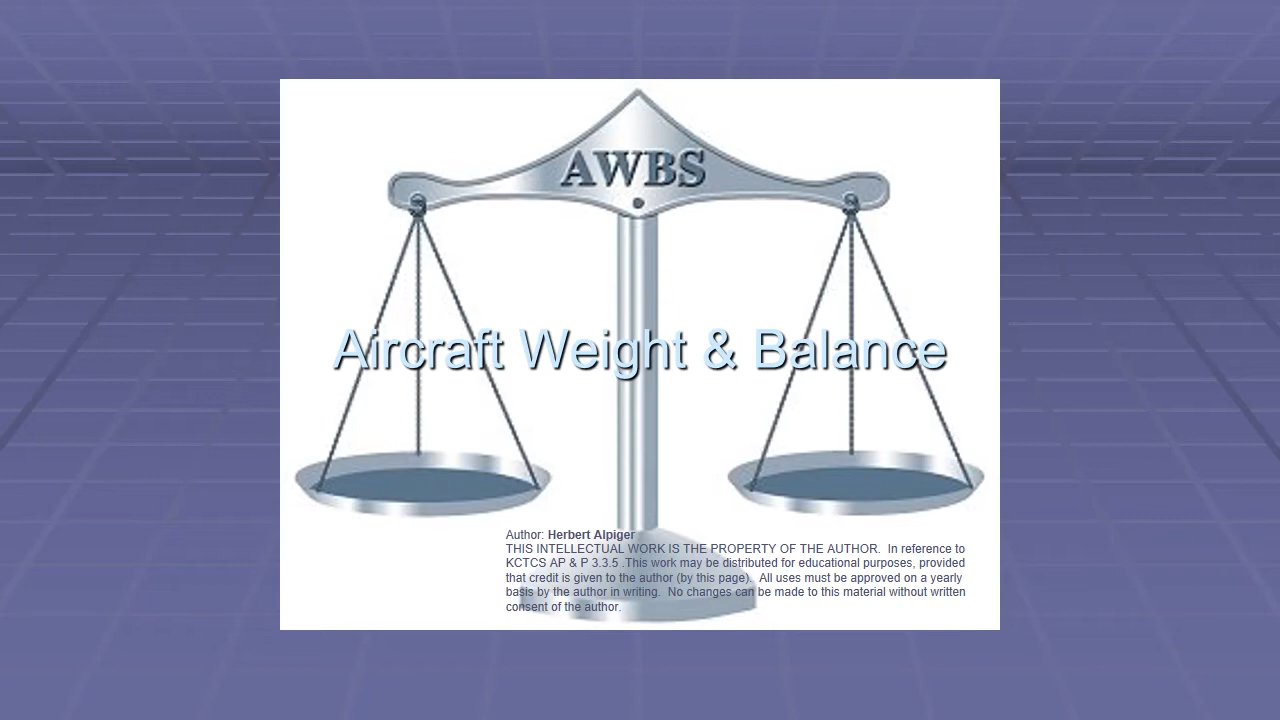 AWBS
Aircraft Weight & Balance
Author: Herbert Alpiger
THIS INTELLECTUAL WORK IS THE PROPERTY OF THE AUTHOR.  In reference to
KCTCS AP & P 3.3.5 .This work may be distributed for educational purposes, provided
that credit is given to the author (by this page).  All uses must be approved on a yearly
basis by the author in writing.  No changes can be made to this material without written
consent of the author.